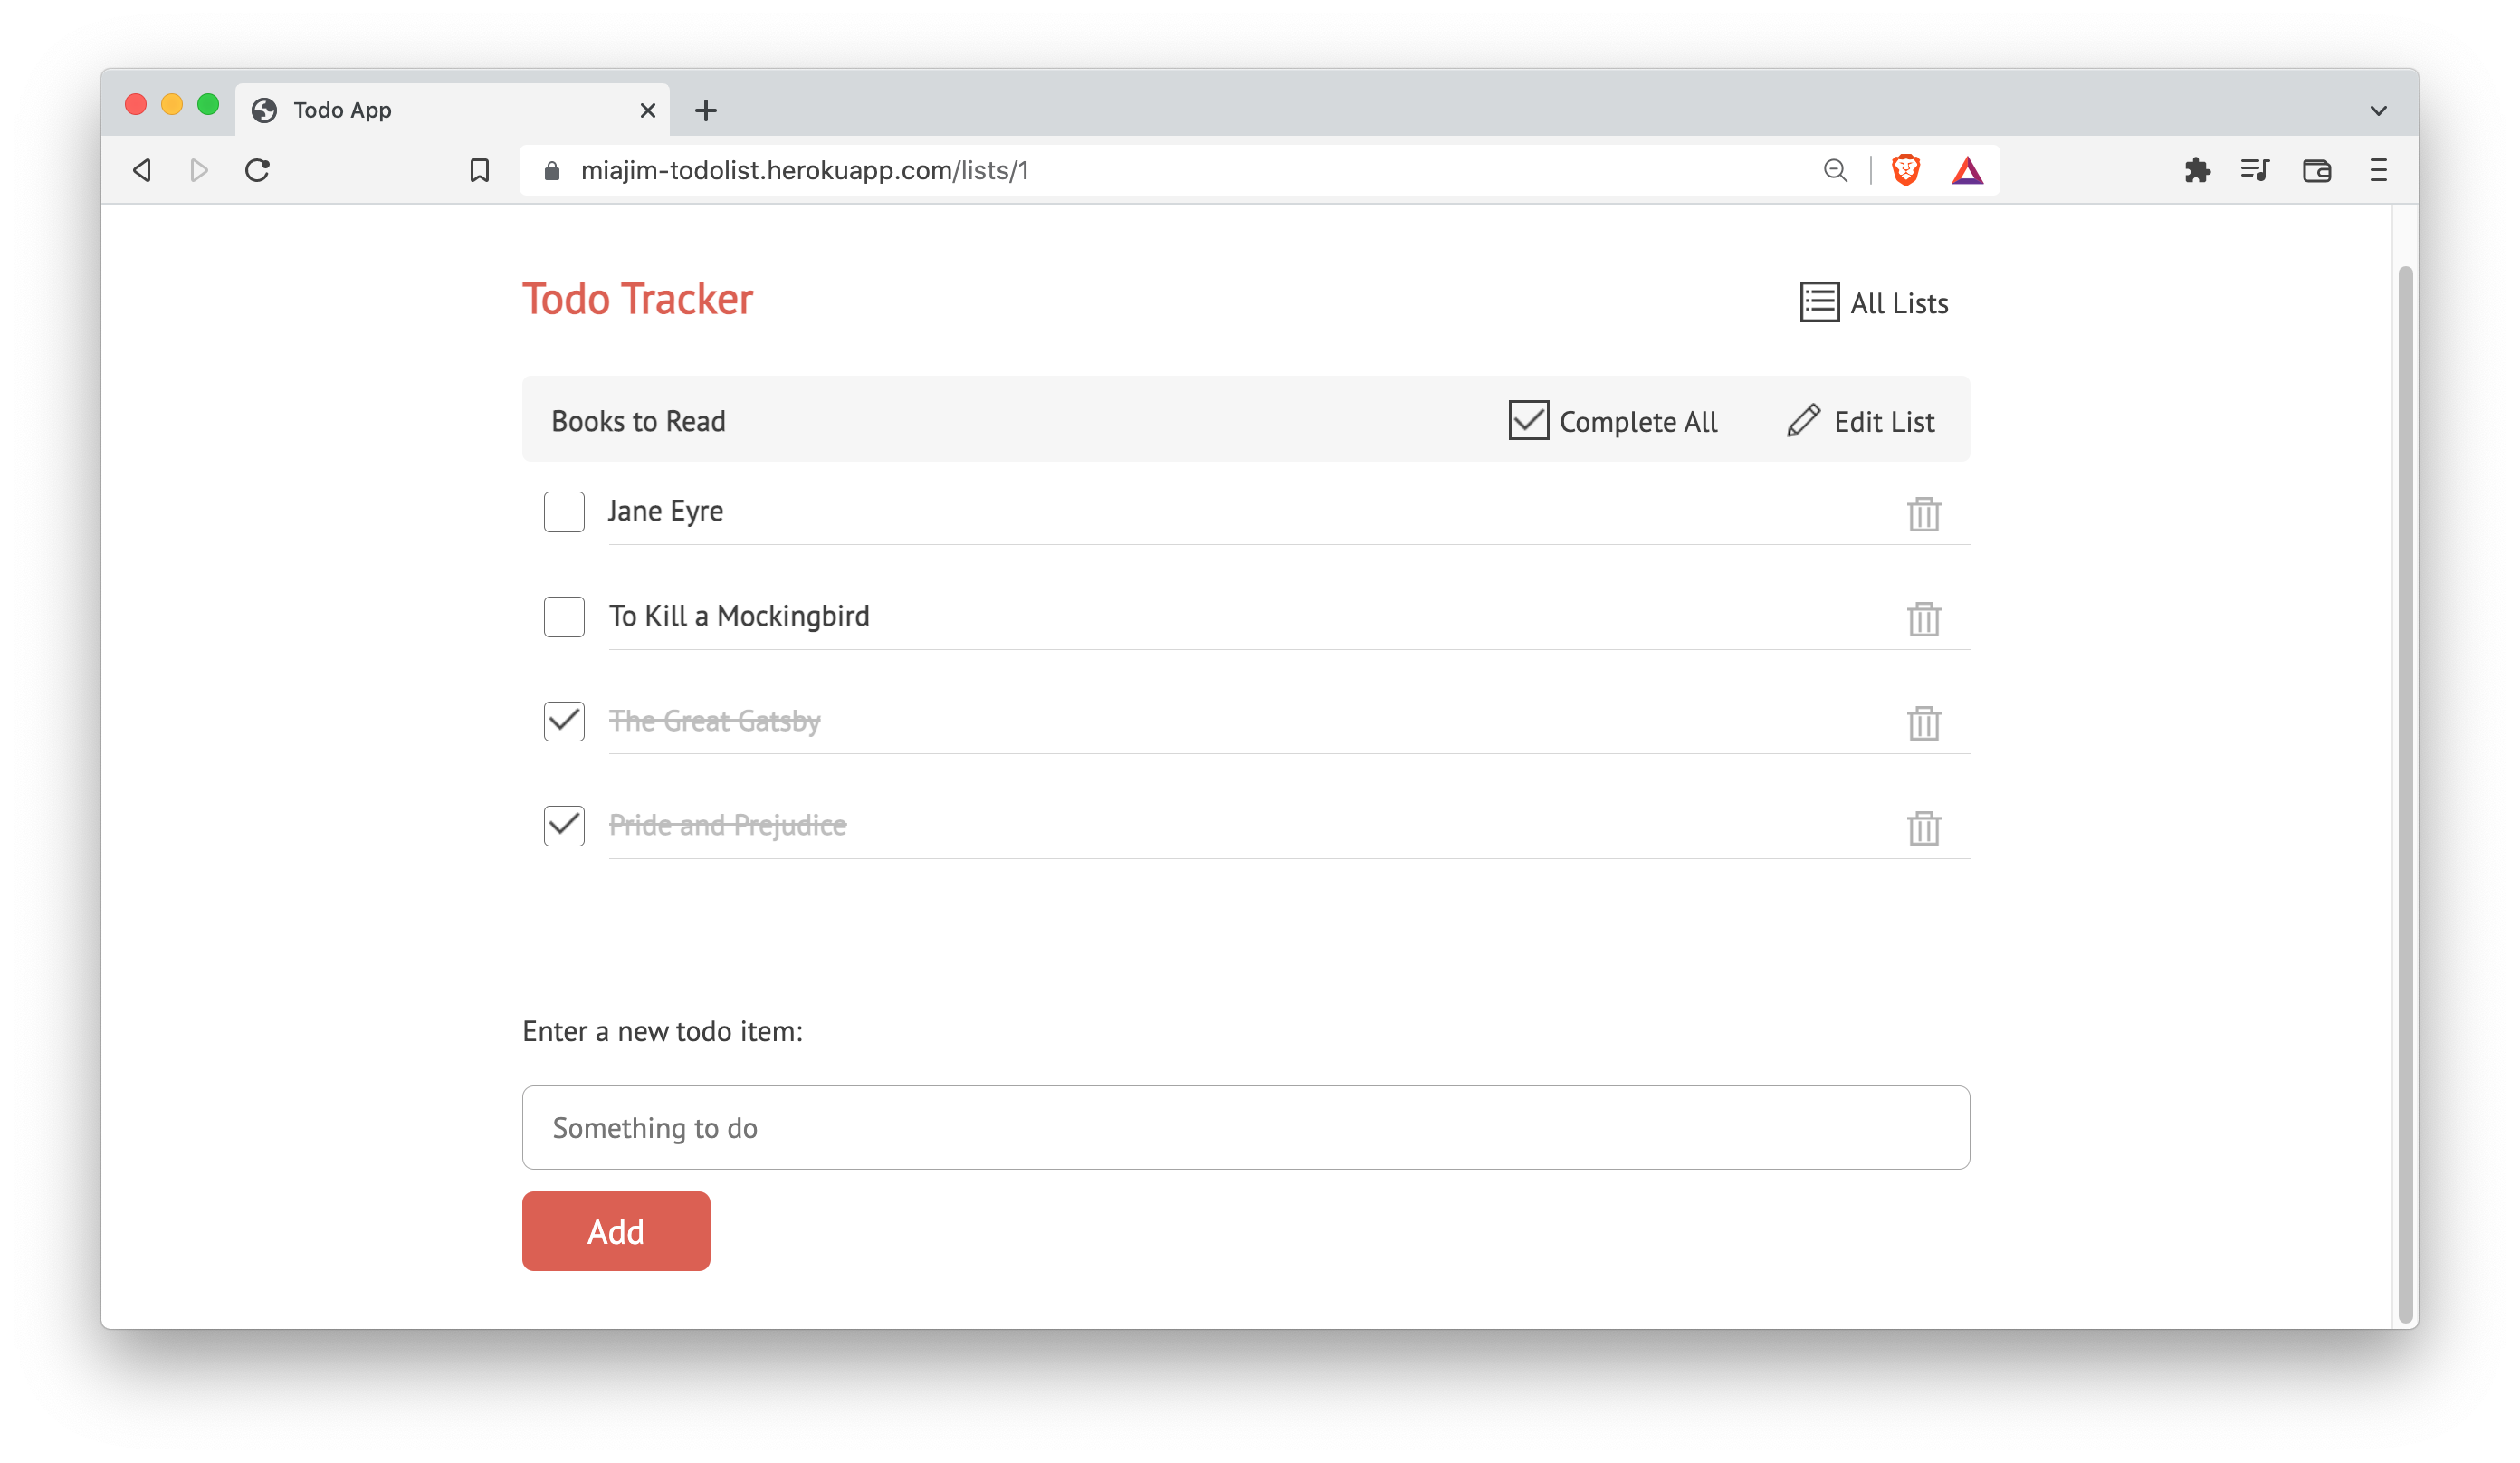 Todo App
miajim-todolist.herokuapp.com/lists/1
Todo Tracker
All Lists
Books to Read
Complete All
Edit List
Jane Eyre
To Kill a Mockingbird
The Great Gatsby
Pride and Prejudice
Enter a new todo item:
Something to do
Add